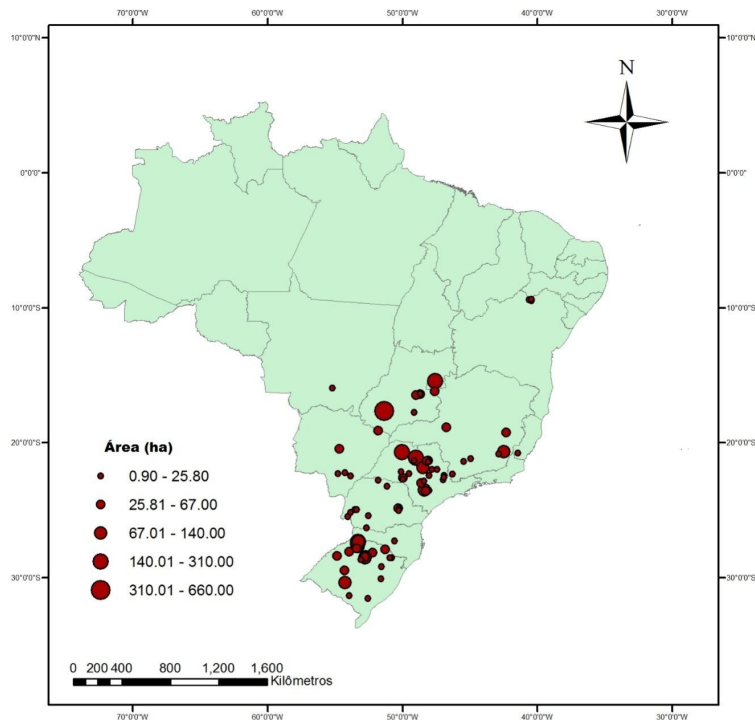 70°0'0"W 60°0'0"W 50°0'0"W 40°0'0"W 30°0'0"W
10°0'0"N 10°0'0"N
N
0°0'0" 0°0'0"
10°0'0"S 10°0'0"S
20°0'0"S 20°0'0"S
Área (ha)
0.90 - 25.80
25.81 - 67.00
67.01 - 140.00
140.01 - 310.00
310.01 - 660.00
30°0'0"S 30°0'0"S
0 200 400 800 1,200 1,600
Kilômetros
70°0'0"W 60°0'0"W 50°0'0"W 40°0'0"W 30°0'0"W